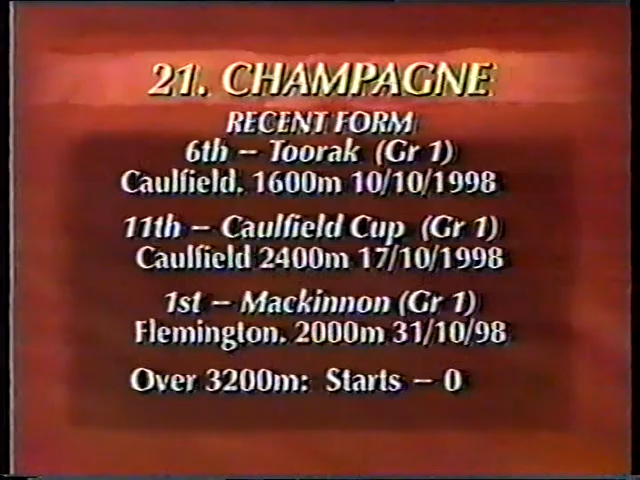 21. CHAMPAGNE
RECENT FORM
6th – Toorak (Gr 1)
Caulfield. 1600m 10/10/1998
11th – Caulfield Cup (Gr 1)
Caulfield 2400m 17/10/1998
1st – Mackinnon (Gr 1)
Flemington. 2000m 31/10/98
Over 3200m: Starts – 0